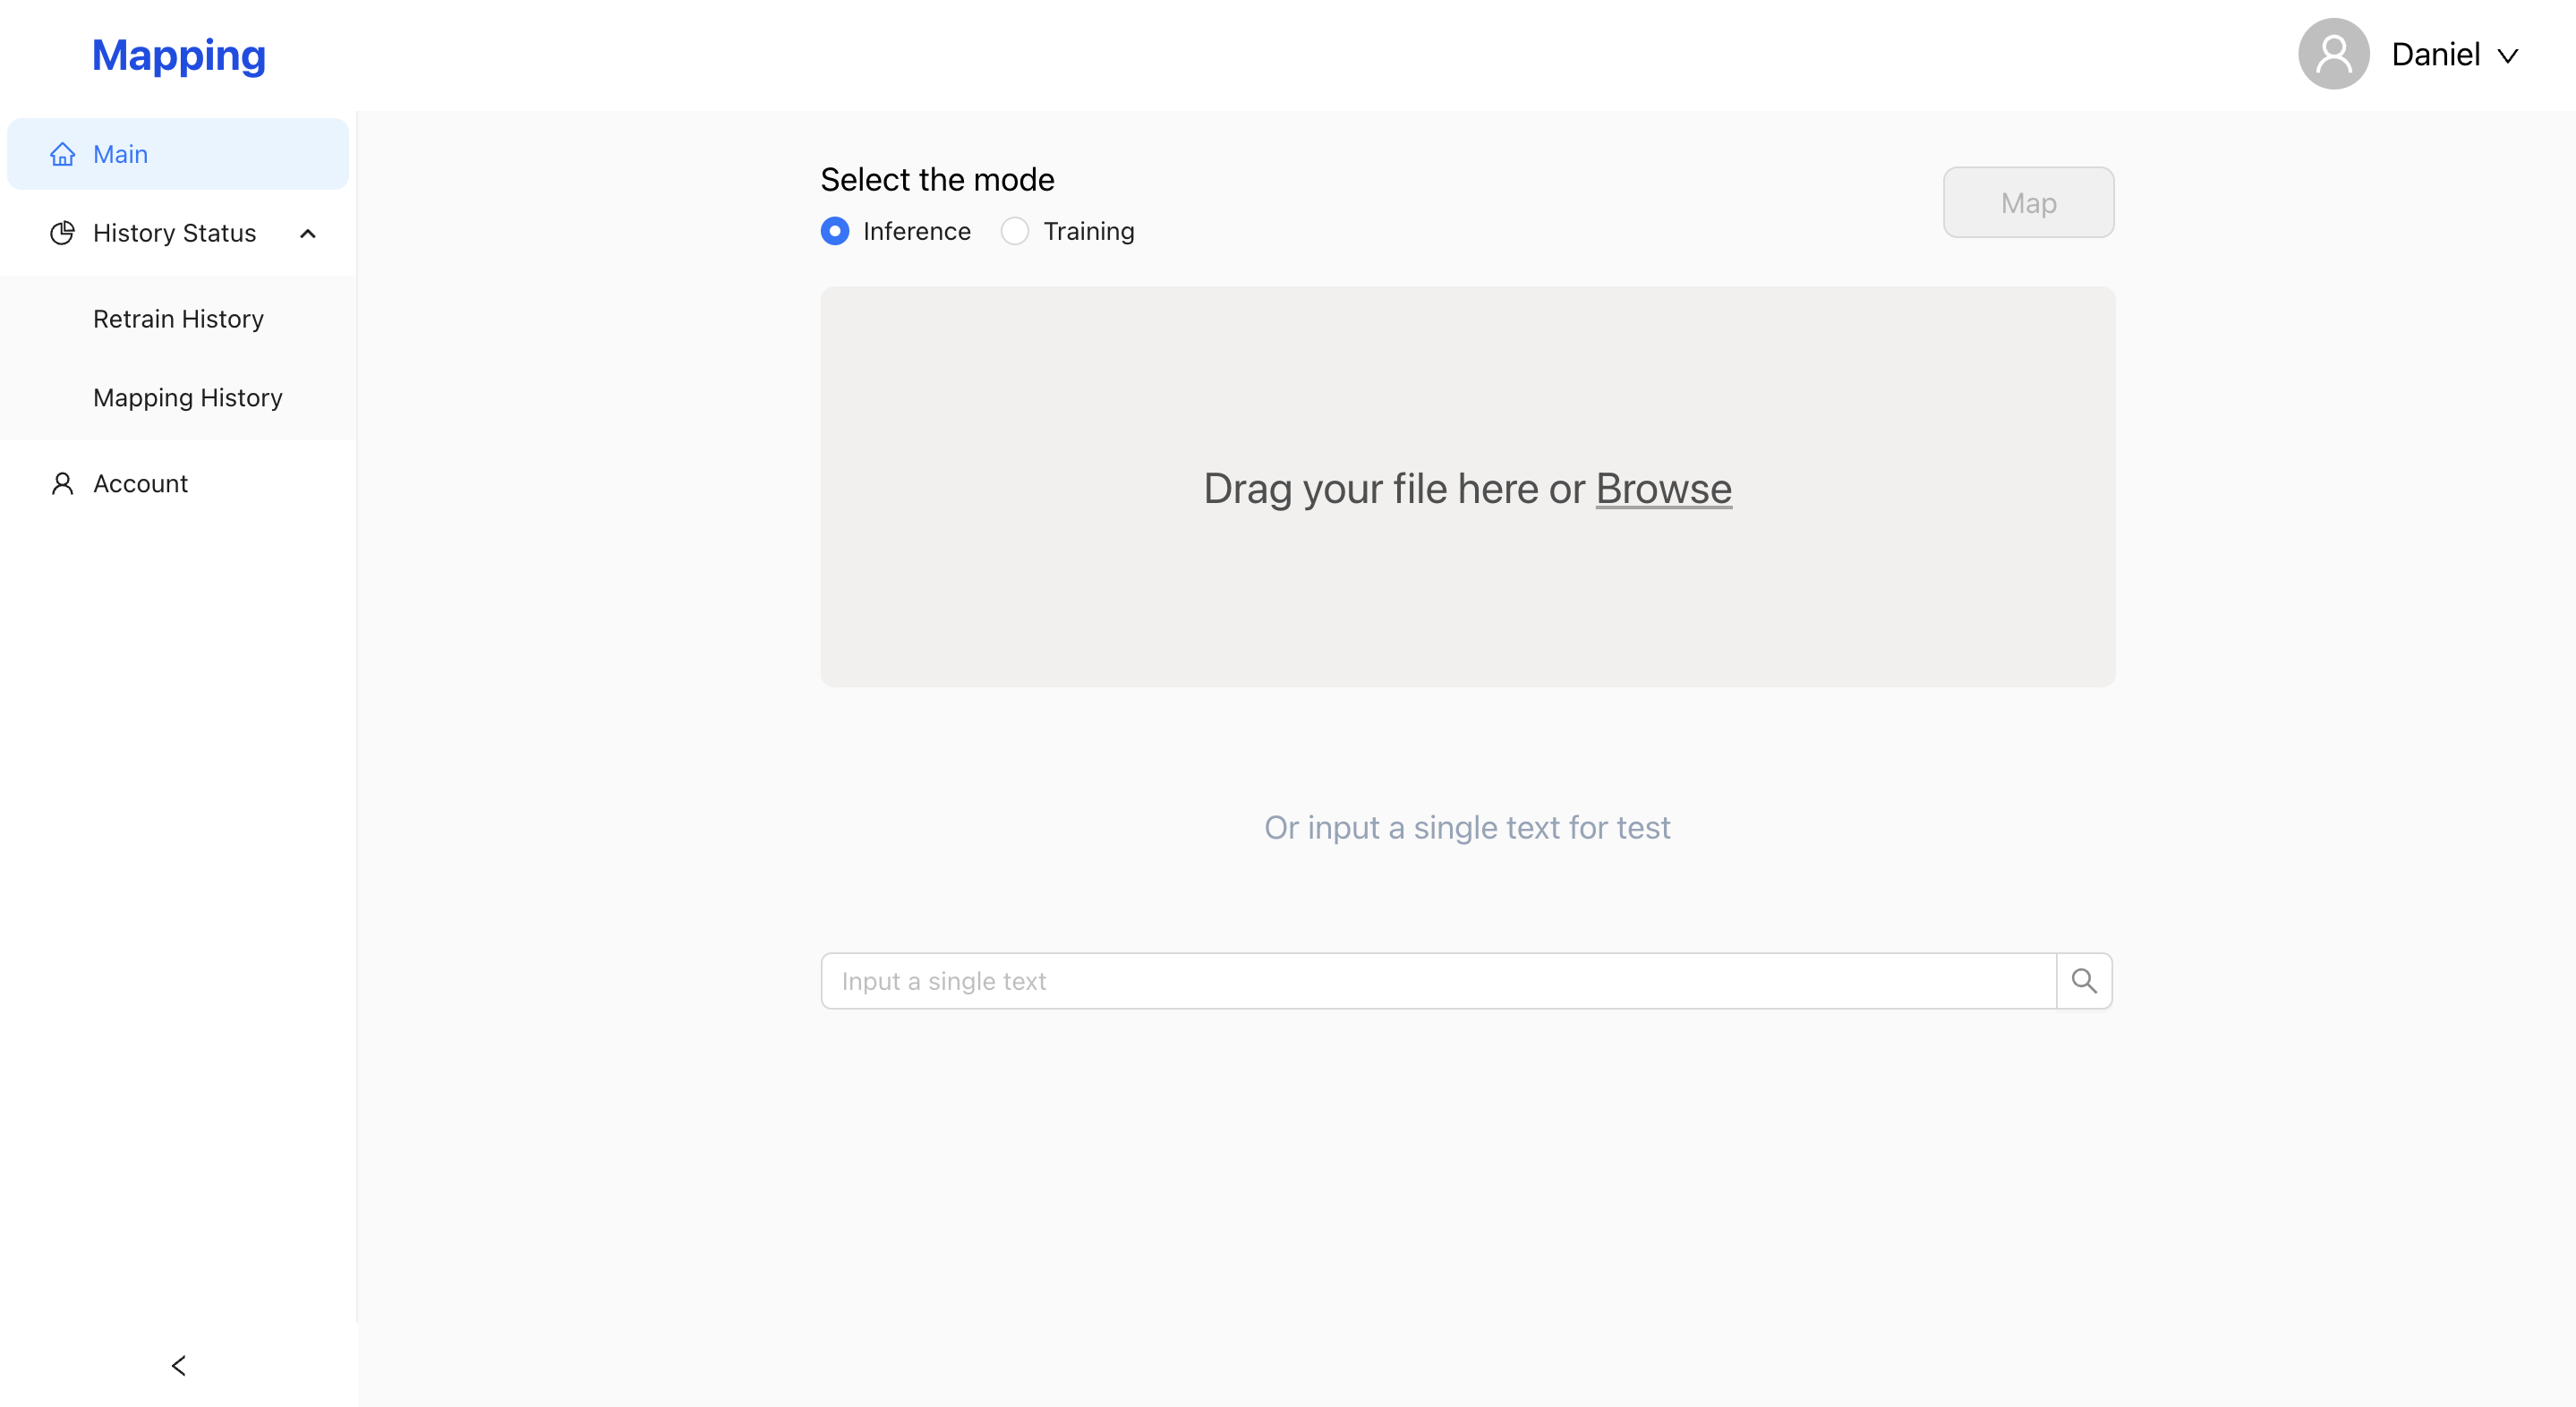 Mapping
Daniel
Main
History Status
Retrain History
Mapping History
Account
Select the mode
Inference Training
Map
Drag your file here or Browse
Or input a single text for test
Input a single text